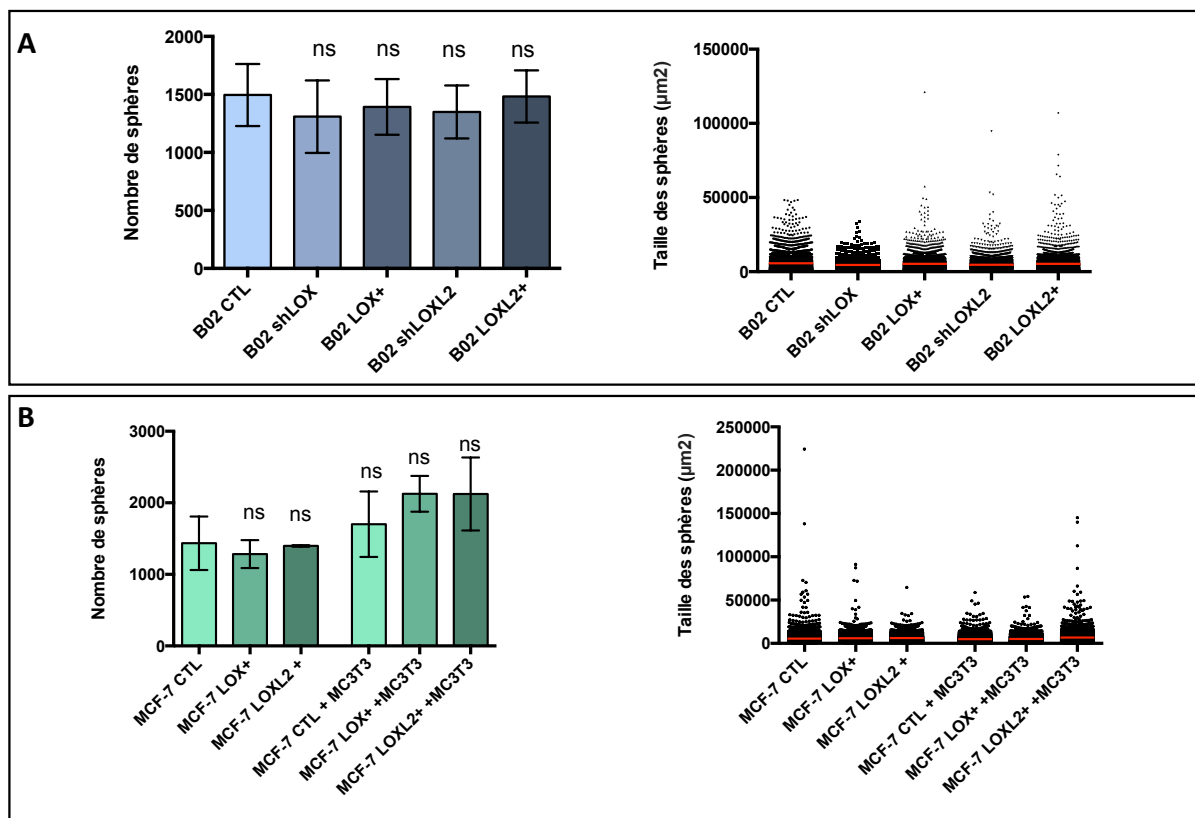 A
Nombre de sphères
2000
1500
1000
500
0
ns
ns
ns
ns
B02 CTL
B02 shLOX
B02 LOX+
B02 shLOXL2
B02 LOXL2+
Taille des sphères (µm2)
150000
100000
50000
0
B02 CTL
B02 shLOX
B02 LOX+
B02 shLOXL2
B02 LOXL2+
B
Nombre de sphères
3000
2000
1000
0
ns
ns
ns
ns
ns
MCF-7 CTL
MCF-7 LOX+
MCF-7 LOXL2 +
MCF-7 CTL + MC3T3
MCF-7 LOX+ +MC3T3
MCF-7 LOXL2+ +MC3T3
Taille des sphères (µm2)
250000
200000
150000
100000
50000
0
MCF-7 CTL
MCF-7 LOX+
MCF-7 LOXL2 +
MCF-7 CTL + MC3T3
MCF-7 LOX+ +MC3T3
MCF-7 LOXL2+ +MC3T3